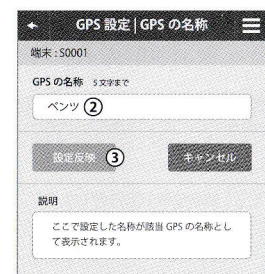 GPS 設定 | GPS の名称
端末 : S0001
GPS の名称 5文字まで
ベンツ ②
設定反映 ③ キャンセル
説明
ここで設定した名称が該当 GPS の名称とし
て表示されます。